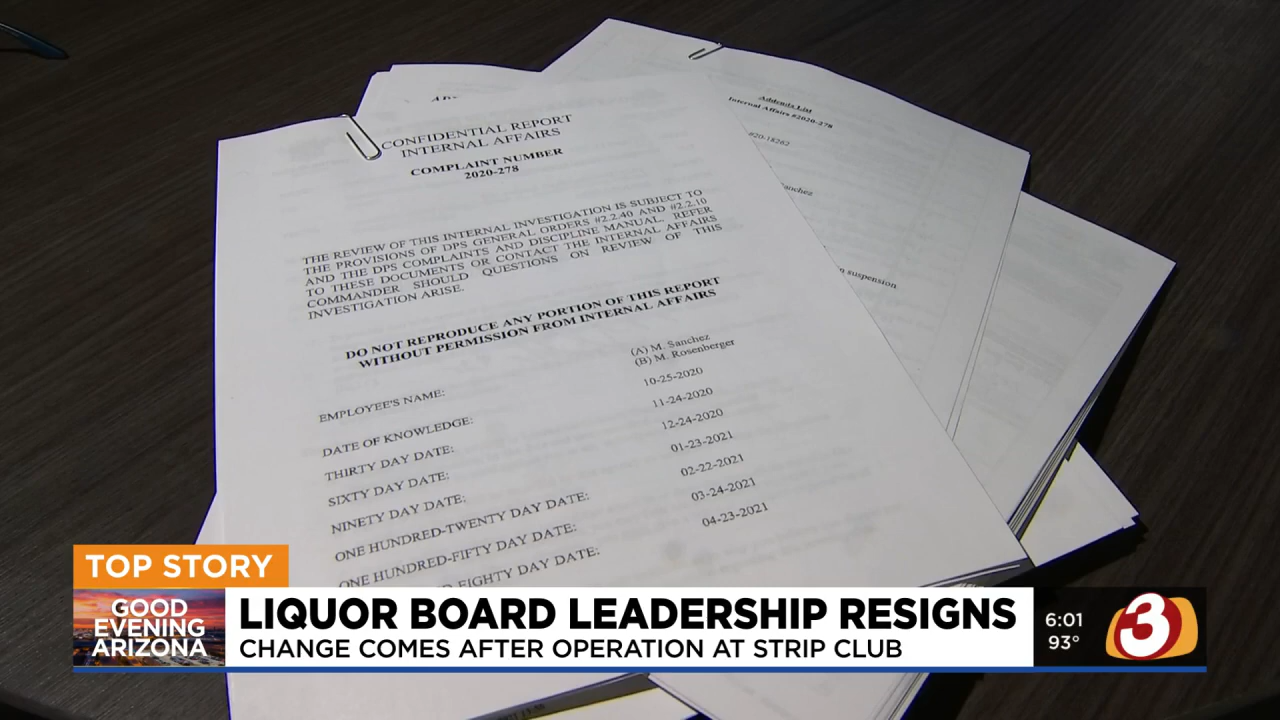 CONFIDENTIAL REPORT
INTERNAL AFFAIRS
COMPLAINT NUMBER
2020-278
THE REVIEW OF THIS INTERNAL INVESTIGATION IS SUBJECT TO
THE PROVISIONS OF DPS GENERAL ORDERS #2.2.40 AND #2.2.10
AND THE DPS COMPLAINTS AND DISCIPLINE MANUAL. REFER
TO THESE DOCUMENTS OR CONTACT THE INTERNAL AFFAIRS
COMMANDER SHOULD QUESTIONS ON REVIEW OF THIS
INVESTIGATION ARISE.
DO NOT REPRODUCE ANY PORTION OF THIS REPORT
WITHOUT PERMISSION FROM INTERNAL AFFAIRS
EMPLOYEE'S NAME: (A) M. Sanchez
(B) M. Rosenberger
DATE OF KNOWLEDGE: 10-25-2020
THIRTY DAY DATE: 11-24-2020
SIXTY DAY DATE: 12-24-2020
NINETY DAY DATE: 01-23-2021
ONE HUNDRED-TWENTY DAY DATE: 02-22-2021
ONE HUNDRED-FIFTY DAY DATE: 03-24-2021
EIGHTY DAY DATE: 04-23-2021
Addenda List
Internal Affairs #2020-278
#20-18262
Sanchez
suspension
TOP STORY
GOOD
EVENING
ARIZONA
LIQUOR BOARD LEADERSHIP RESIGNS
CHANGE COMES AFTER OPERATION AT STRIP CLUB
6:01
93°
3